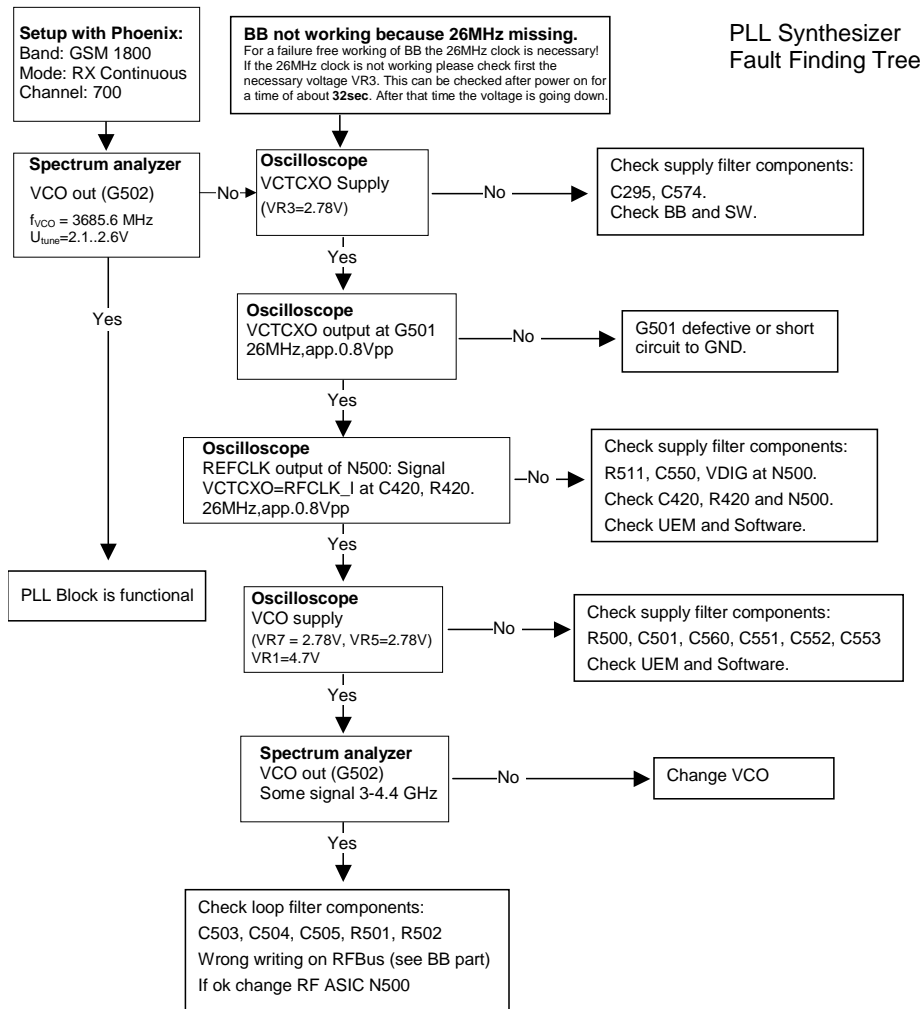 PLL Synthesizer
Fault Finding Tree
Setup with Phoenix:
Band: GSM 1800
Mode: RX Continuous
Channel: 700
BB not working because 26MHz missing.
For a failure free working of BB the 26MHz clock is necessary!
If the 26MHz clock is not working please check first the
necessary voltage VR3. This can be checked after power on for
a time of about 32sec. After that time the voltage is going down.
Spectrum analyzer
VCO out (G502)
fVCO = 3685.6 MHz
Utune=2.1..2.6V
No
Oscilloscope
VCTCXO Supply
(VR3=2.78V)
No
Check supply filter components:
C295, C574.
Check BB and SW.
Yes
Yes
Oscilloscope
VCTCXO output at G501
26MHz,app.0.8Vpp
No
G501 defective or short
circuit to GND.
Yes
Oscilloscope
REFCLK output of N500: Signal
VCTCXO=RFCLK_I at C420, R420.
26MHz,app.0.8Vpp
No
Check supply filter components:
R511, C550, VDIG at N500.
Check C420, R420 and N500.
Check UEM and Software.
Yes
PLL Block is functional
Oscilloscope
VCO supply
(VR7 = 2.78V, VR5=2.78V)
VR1=4.7V
No
Check supply filter components:
R500, C501, C560, C551, C552, C553
Check UEM and Software.
Yes
Spectrum analyzer
VCO out (G502)
Some signal 3-4.4 GHz
No
Change VCO
Yes
Check loop filter components:
C503, C504, C505, R501, R502
Wrong writing on RFBus (see BB part)
If ok change RF ASIC N500